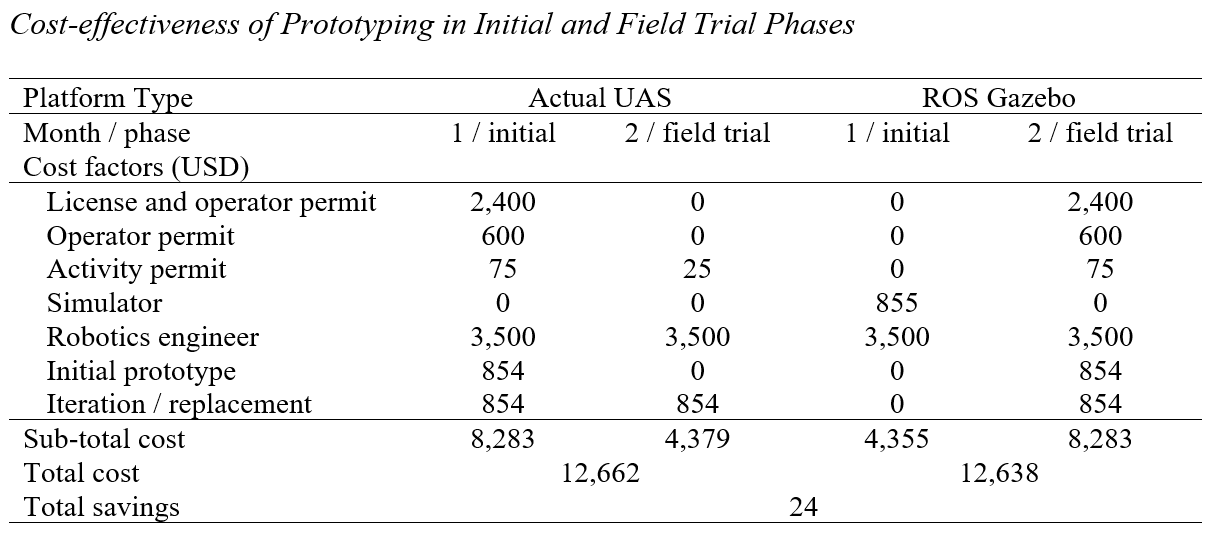 Cost-effectiveness of Prototyping in Initial and Field Trial Phases
Platform Type Actual UAS ROS Gazebo
Month / phase 1 / initial 2 / field trial 1 / initial 2 / field trial
Cost factors (USD)
License and operator permit 2,400 0 0 2,400
Operator permit 600 0 0 600
Activity permit 75 25 0 75
Simulator 0 0 855 0
Robotics engineer 3,500 3,500 3,500 3,500
Initial prototype 854 0 0 854
Iteration / replacement 854 854 0 854
Sub-total cost 8,283 4,379 4,355 8,283
Total cost 12,662 12,638
Total savings 24